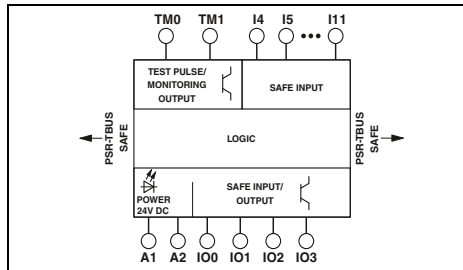 TM0 TM1 I4 I5 I11
TEST PULSE/
MONITORING
OUTPUT
SAFE INPUT
PSR-TBUS
SAFE
LOGIC
PSR-TBUS
SAFE
POWER
24V DC
SAFE INPUT/
OUTPUT
A1 A2 IO0 IO1 IO2 IO3